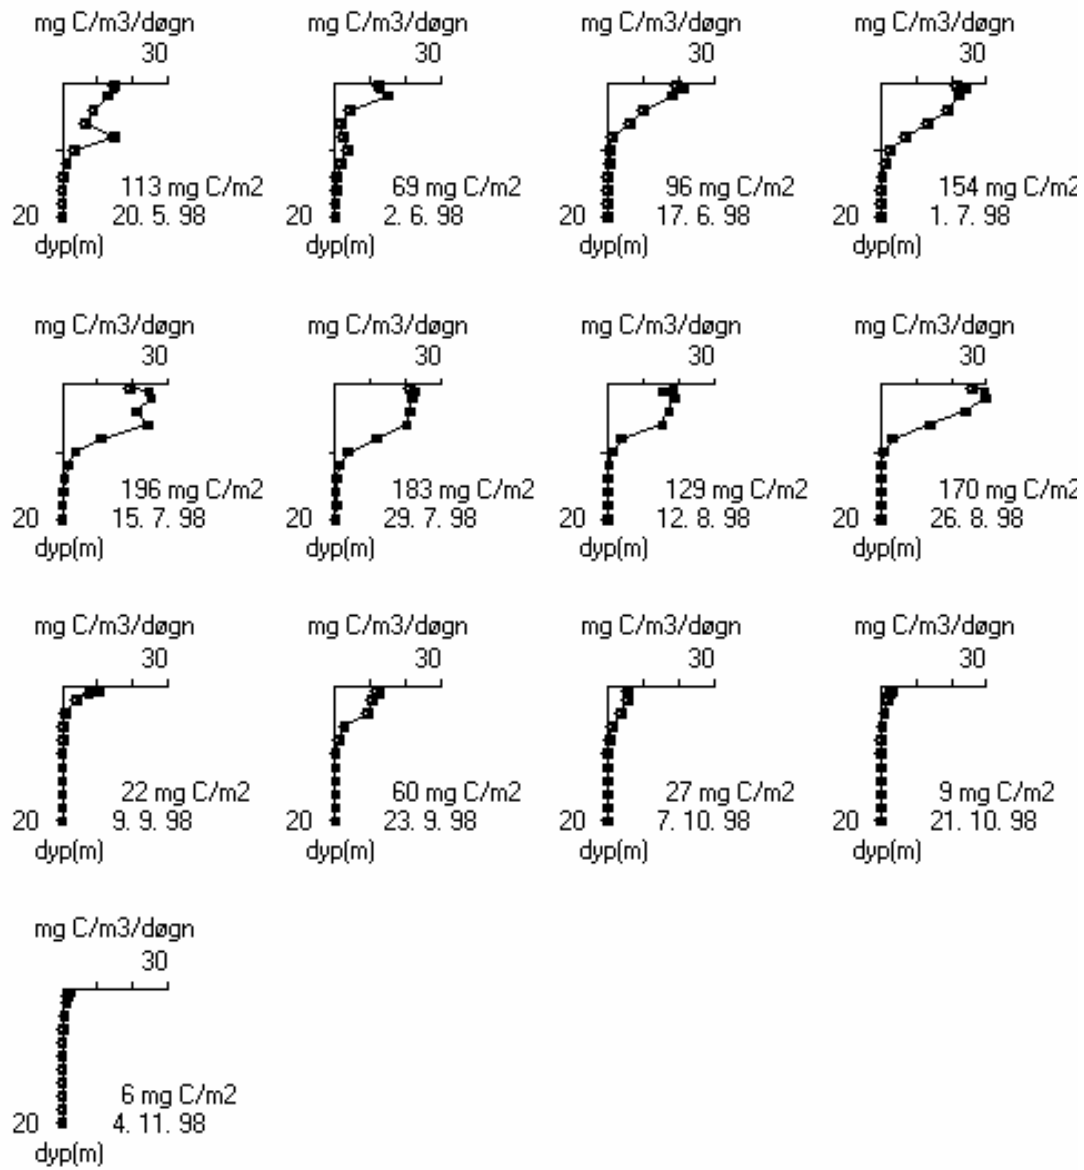 mg C/m3/døgn
30
113 mg C/m2
20
20. 5. 98
dyp(m)
mg C/m3/døgn
30
69 mg C/m2
20
2. 6. 98
dyp(m)
mg C/m3/døgn
30
96 mg C/m2
20
17. 6. 98
dyp(m)
mg C/m3/døgn
30
154 mg C/m2
20
1. 7. 98
dyp(m)
mg C/m3/døgn
30
196 mg C/m2
20
15. 7. 98
dyp(m)
mg C/m3/døgn
30
183 mg C/m2
20
29. 7. 98
dyp(m)
mg C/m3/døgn
30
129 mg C/m2
20
12. 8. 98
dyp(m)
mg C/m3/døgn
30
170 mg C/m2
20
26. 8. 98
dyp(m)
mg C/m3/døgn
30
22 mg C/m2
20
9. 9. 98
dyp(m)
mg C/m3/døgn
30
60 mg C/m2
20
23. 9. 98
dyp(m)
mg C/m3/døgn
30
27 mg C/m2
20
7. 10. 98
dyp(m)
mg C/m3/døgn
30
9 mg C/m2
20
21. 10. 98
dyp(m)
mg C/m3/døgn
30
6 mg C/m2
20
4. 11. 98
dyp(m)